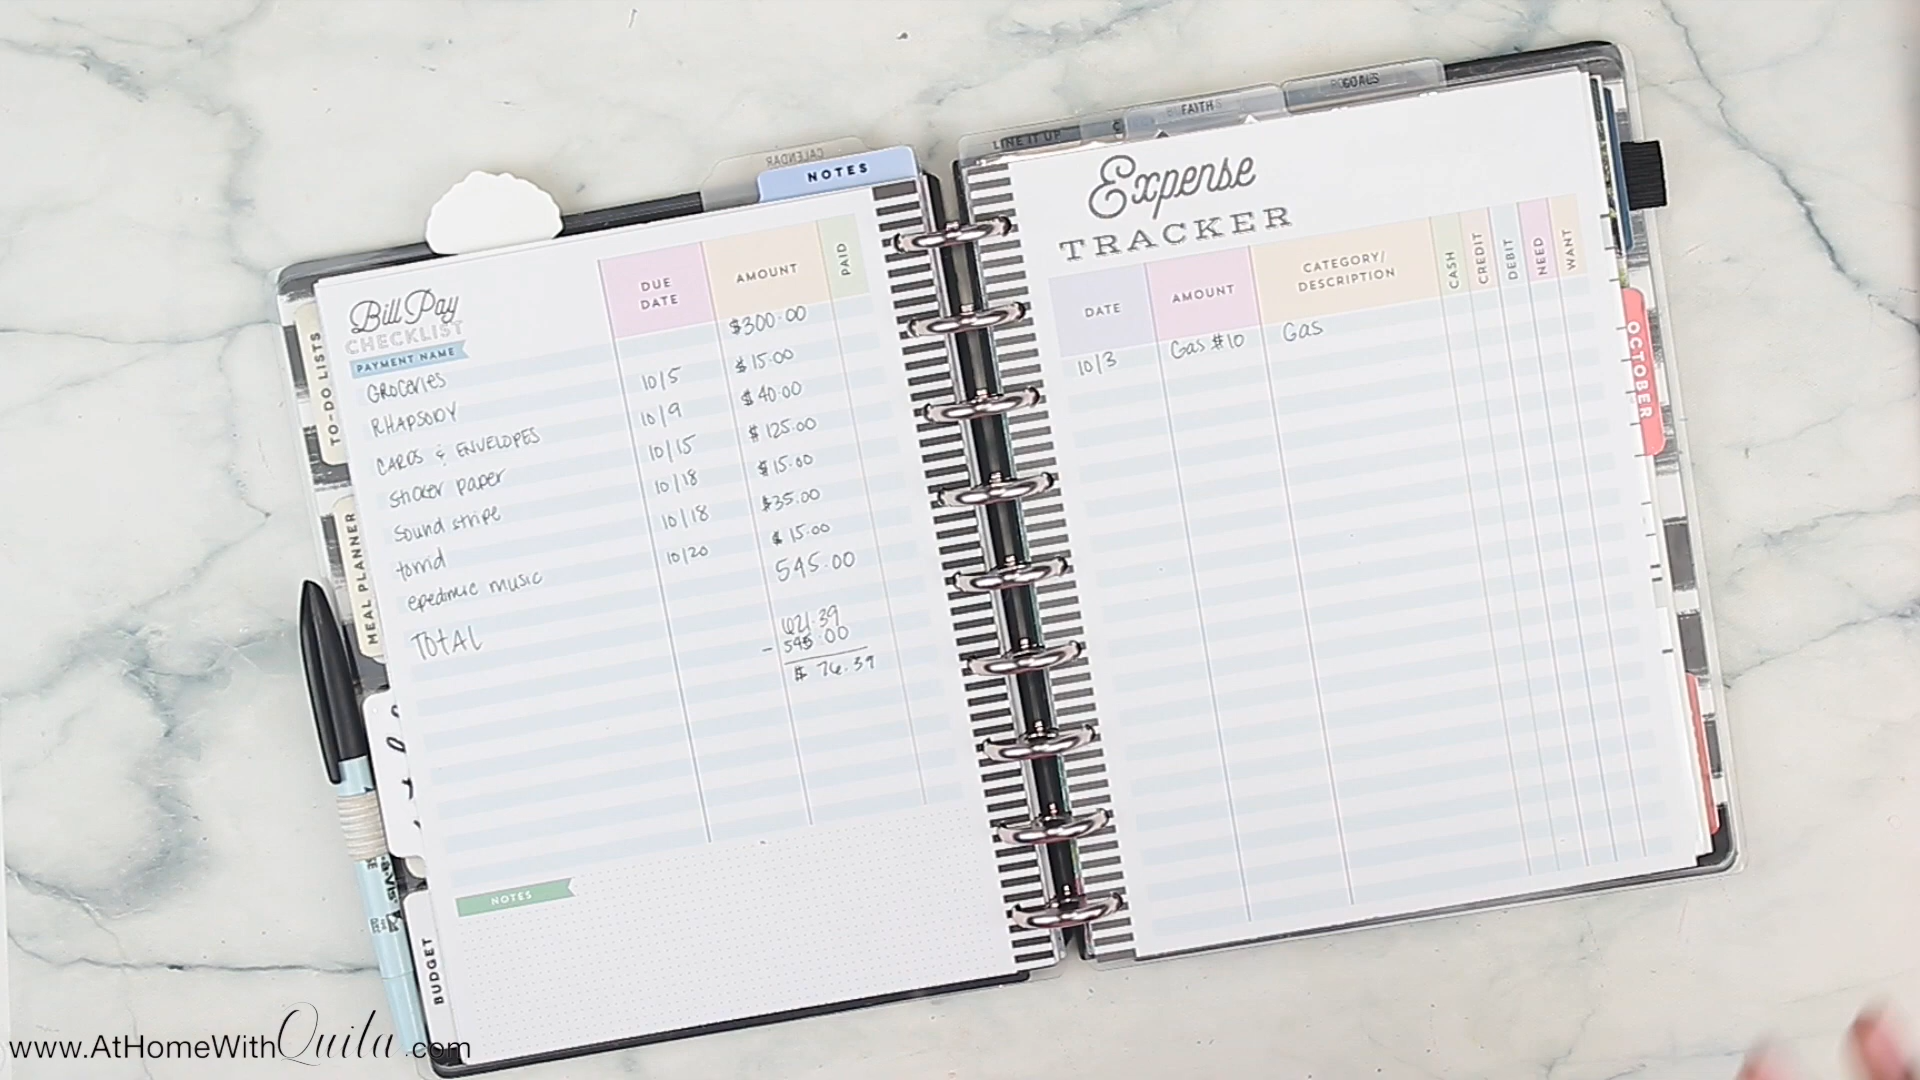 CALENDAR
NOTES
LINE IT UP
FAITH
GOALS
TO-DO LISTS
MEAL PLANNER
BUDGET
OCTOBER
Bill Pay
CHECKLIST
PAYMENT NAME DUE DATE AMOUNT PAID
GROCERIES $300.00
RHAPSODY 10/5 $15.00
CARDS & ENVELOPES 10/9 $40.00
sticker paper 10/15 $125.00
Sound stripe 10/18 $15.00
torrid 10/18 $35.00
epedimic music 10/20 $15.00
TOTAL 545.00
621.39
- 545.00
$ 76.39
NOTES
Expense
TRACKER
DATE AMOUNT CATEGORY/ DESCRIPTION CASH CREDIT DEBIT NEED WANT
10/3 Gas $10 Gas
www.AtHomeWithQuila.com